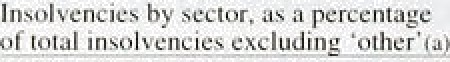 Insolvencies by sector, as a percentage
of total insolvencies excluding ‘other’(a)